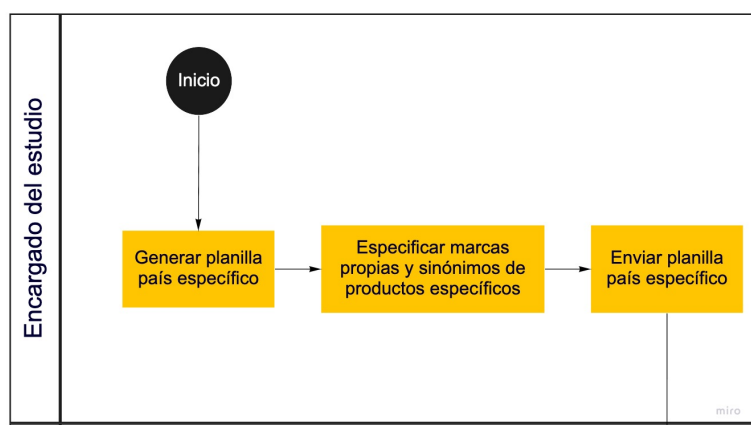 Encargado del estudio
Inicio
Generar planilla
país específico
Especificar marcas
propias y sinónimos de
productos específicos
Enviar planilla
país específico
miro